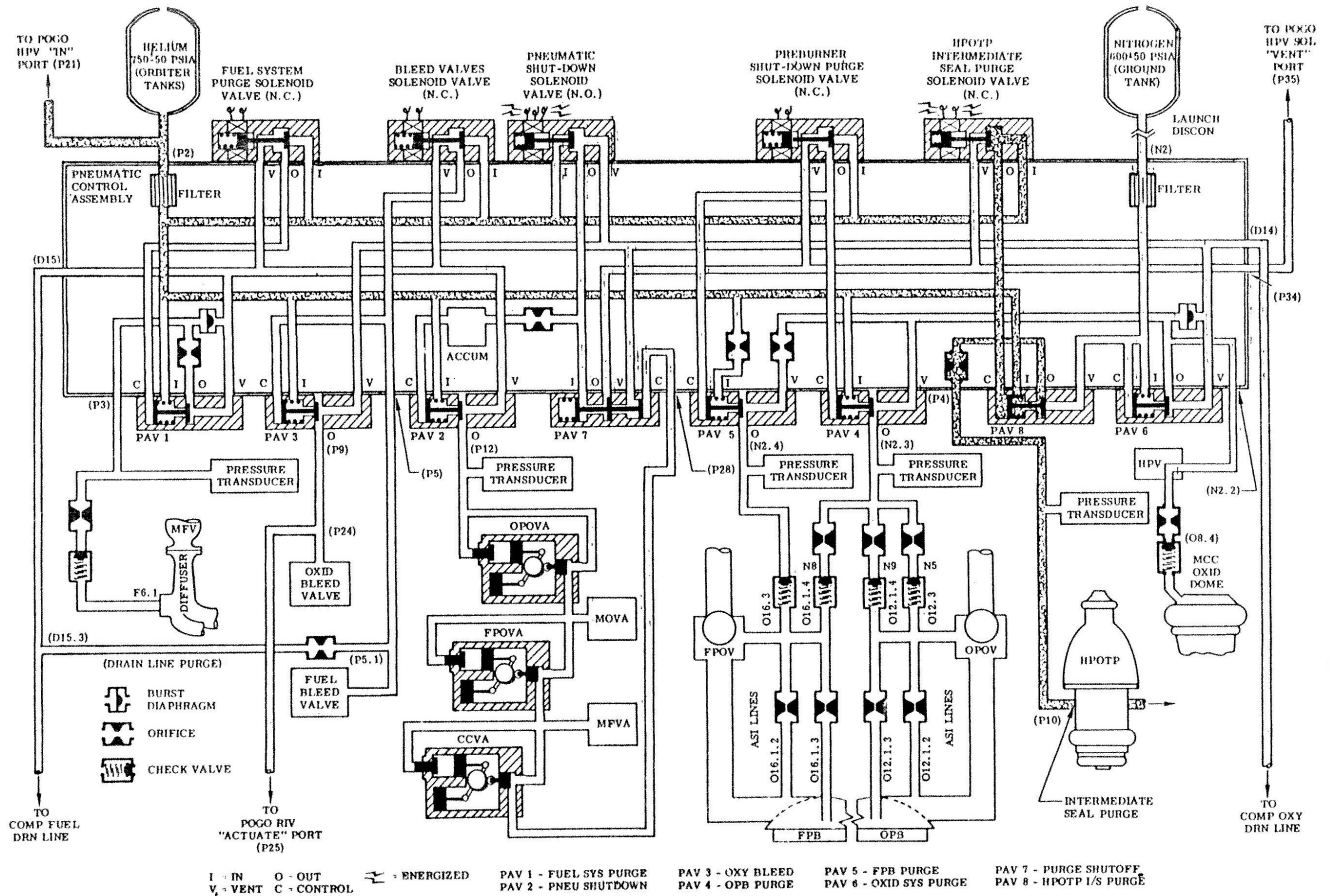 TO POGO
HPV "IN"
PORT (P21)
HELIUM
750-50 PSIA
(ORBITER
TANKS)
FUEL SYSTEM
PURGE SOLENOID
VALVE (N.C.)
BLEED VALVES
SOLENOID VALVE
(N.C.)
PNEUMATIC
SHUT-DOWN
SOLENOID
VALVE (N.O.)
PREBURNER
SHUT-DOWN PURGE
SOLENOID VALVE
(N.C.)
HPOTP
INTERMEDIATE
SEAL PURGE
SOLENOID VALVE
(N.C.)
NITROGEN
600±50 PSIA
(GROUND
TANK)
TO POGO
HPV SOL
"VENT"
PORT
(P35)
LAUNCH
DISCON
(P2)
(N2)
PNEUMATIC
CONTROL
ASSEMBLY
FILTER
V O I
V O I
I O V
V O I
V O I
FILTER
(D15)
(D14)
(P34)
ACCUM
C I O V
C I V
C I V
I O V C
C I V
C I V
C I O V
C I O V
(P3)
(P4)
PAV 1
PAV 3
O
(P9)
PAV 2
O
(P12)
PAV 7
PAV 5
O
(N2.4)
PAV 4
O
(N2.3)
PAV 8
PAV 6
(P5)
(P28)
(N2.2)
PRESSURE
TRANSDUCER
PRESSURE
TRANSDUCER
PRESSURE
TRANSDUCER
PRESSURE
TRANSDUCER
HPV
PRESSURE
TRANSDUCER
MFV
DIFFUSER
F6.1
(P24)
OXID
BLEED
VALVE
OPOVA
MOVA
FPOVA
MFVA
CCVA
N8
N9
N5
O16.3
O16.1.4
O12.1.4
O12.3
(O8.4)
MCC
OXID
DOME
FPOV
OPOV
HPOTP
(D15.3)
(DRAIN LINE PURGE)
(P5.1)
FUEL
BLEED
VALVE
BURST
DIAPHRAGM
ORIFICE
CHECK VALVE
ASI LINES
O16.1.2
O16.1.3
O12.1.3
O12.1.2
ASI LINES
(P10)
FPB
OPB
INTERMEDIATE
SEAL PURGE
TO
COMP FUEL
DRN LINE
TO
POGO RIV
"ACTUATE" PORT
(P25)
TO
COMP OXY
DRN LINE
I = IN O - OUT = ENERGIZED
V = VENT C - CONTROL
PAV 1 - FUEL SYS PURGE
PAV 2 - PNEU SHUTDOWN
PAV 3 - OXY BLEED
PAV 4 - OPB PURGE
PAV 5 - FPB PURGE
PAV 6 - OXID SYS PURGE
PAV 7 - PURGE SHUTOFF
PAV 8 - HPOTP I/S PURGE